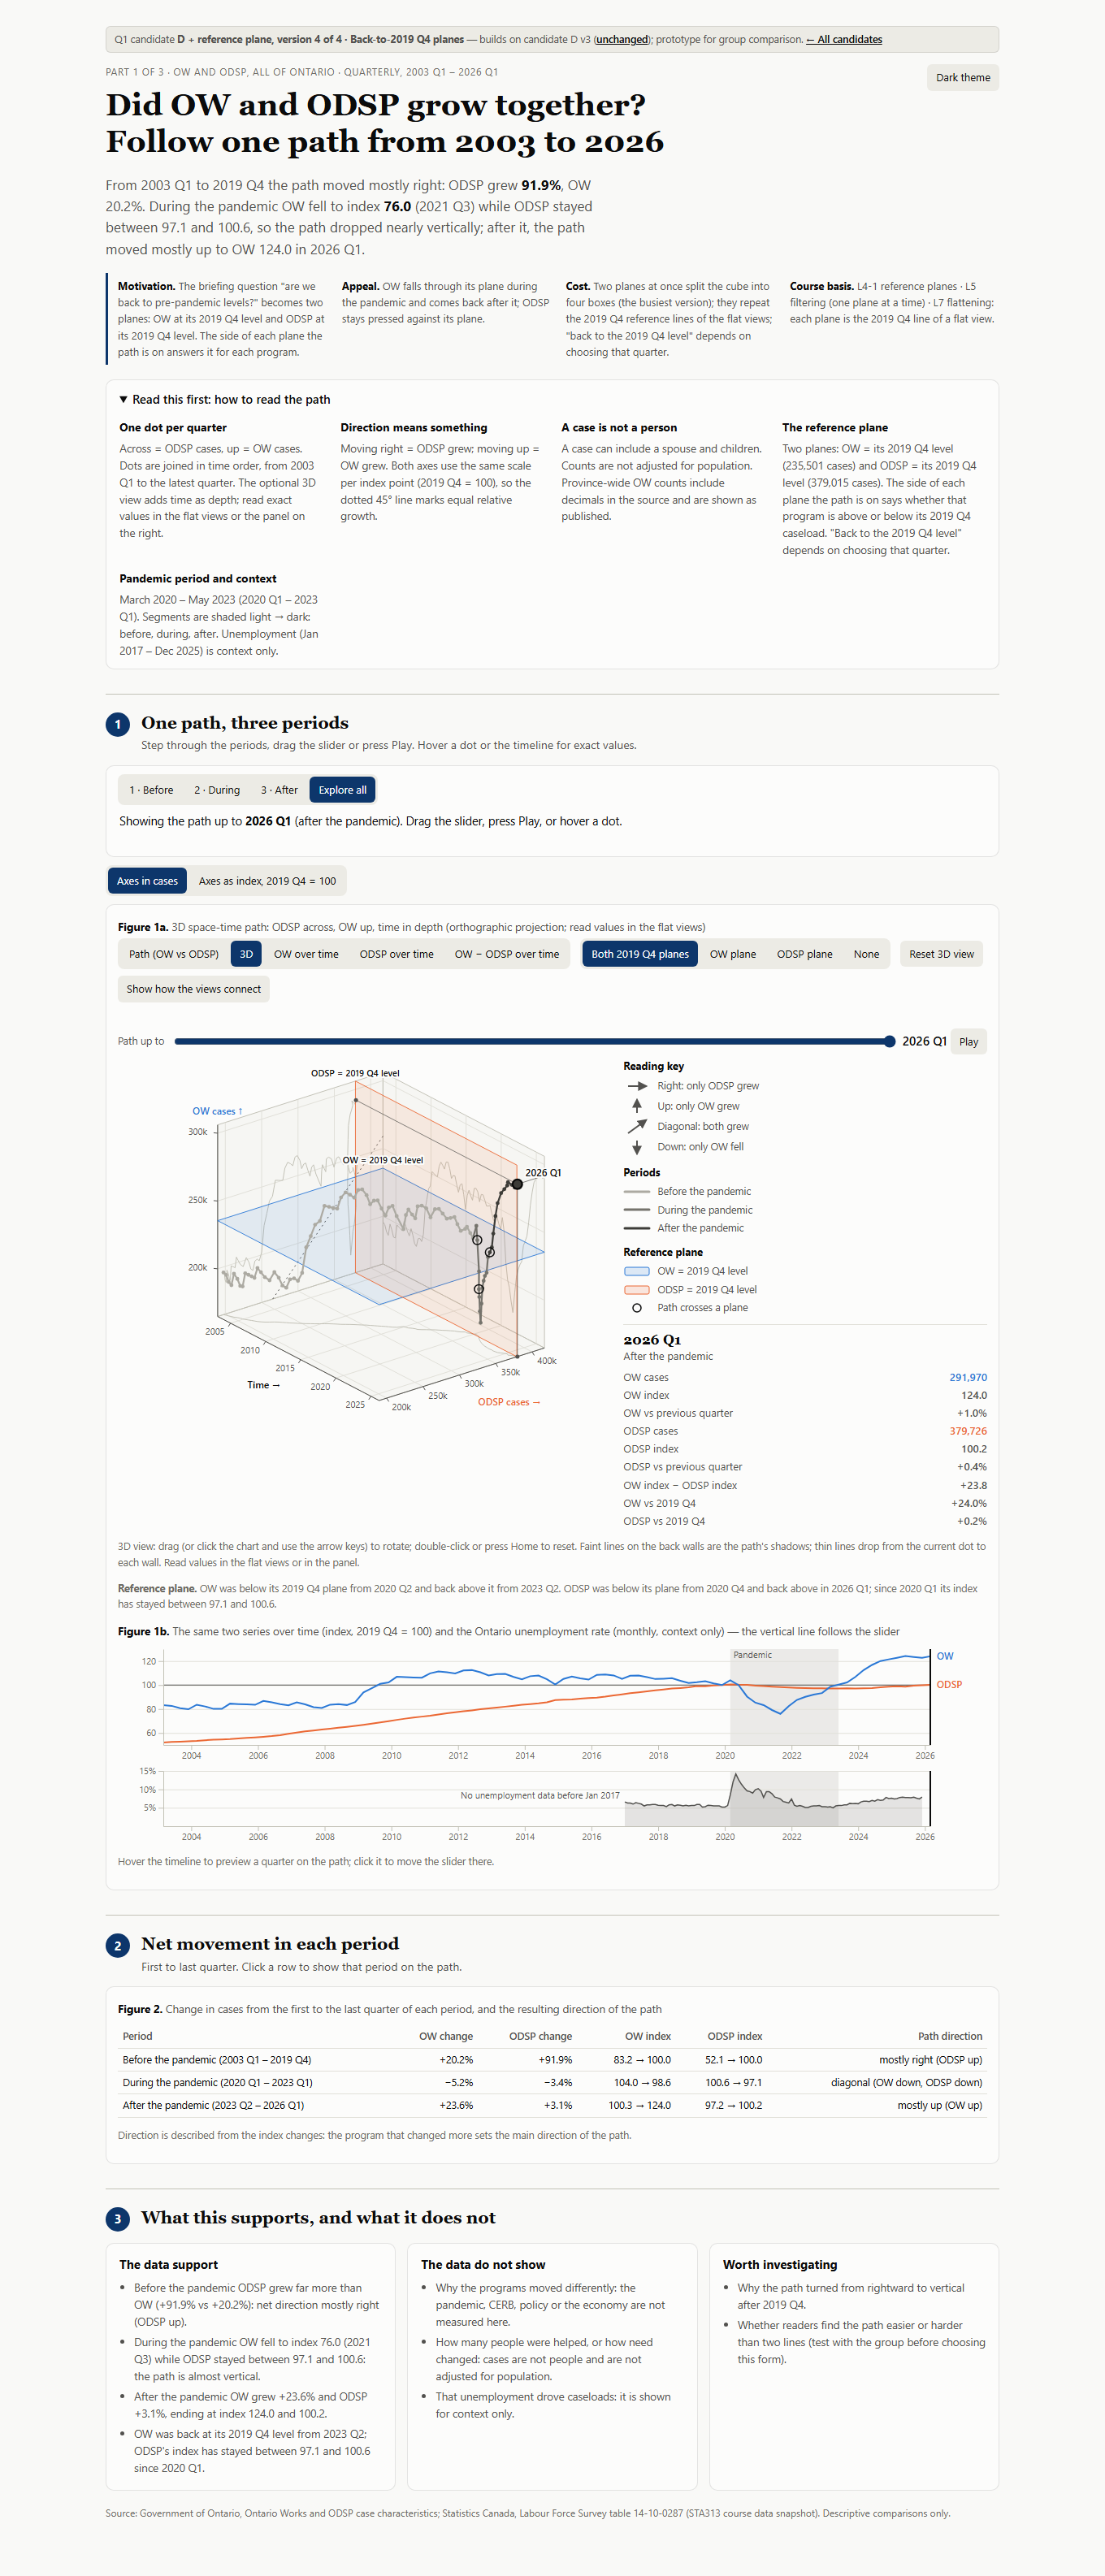 Q1 candidate D + reference plane, version 4 of 4 · Back-to-2019 Q4 planes — builds on candidate D v3 (unchanged); prototype for group comparison. ← All candidates
PART 1 OF 3 · OW AND ODSP, ALL OF ONTARIO · QUARTERLY, 2003 Q1 – 2026 Q1
Dark theme
Did OW and ODSP grow together?
Follow one path from 2003 to 2026
From 2003 Q1 to 2019 Q4 the path moved mostly right: ODSP grew 91.9%, OW
20.2%. During the pandemic OW fell to index 76.0 (2021 Q3) while ODSP stayed
between 97.1 and 100.6, so the path dropped nearly vertically; after it, the path
moved mostly up to OW 124.0 in 2026 Q1.
Motivation. The briefing question "are we
back to pre-pandemic levels?" becomes two
planes: OW at its 2019 Q4 level and ODSP at
its 2019 Q4 level. The side of each plane the
path is on answers it for each program.
Appeal. OW falls through its plane during
the pandemic and comes back after it; ODSP
stays pressed against its plane.
Cost. Two planes at once split the cube into
four boxes (the busiest version); they repeat
the 2019 Q4 reference lines of the flat views;
"back to the 2019 Q4 level" depends on
choosing that quarter.
Course basis. L4-1 reference planes · L5
filtering (one plane at a time) · L7 flattening:
each plane is the 2019 Q4 line of a flat view.
▼ Read this first: how to read the path
One dot per quarter
Across = ODSP cases, up = OW cases.
Dots are joined in time order, from 2003
Q1 to the latest quarter. The optional 3D
view adds time as depth; read exact
values in the flat views or the panel on
the right.
Direction means something
Moving right = ODSP grew; moving up =
OW grew. Both axes use the same scale
per index point (2019 Q4 = 100), so the
dotted 45° line marks equal relative
growth.
A case is not a person
A case can include a spouse and children.
Counts are not adjusted for population.
Province-wide OW counts include
decimals in the source and are shown as
published.
The reference plane
Two planes: OW = its 2019 Q4 level
(235,501 cases) and ODSP = its 2019 Q4
level (379,015 cases). The side of each
plane the path is on says whether that
program is above or below its 2019 Q4
caseload. "Back to the 2019 Q4 level"
depends on choosing that quarter.
Pandemic period and context
March 2020 – May 2023 (2020 Q1 – 2023
Q1). Segments are shaded light → dark:
before, during, after. Unemployment (Jan
2017 – Dec 2025) is context only.
1
One path, three periods
Step through the periods, drag the slider or press Play. Hover a dot or the timeline for exact values.
1 · Before
2 · During
3 · After
Explore all
Showing the path up to 2026 Q1 (after the pandemic). Drag the slider, press Play, or hover a dot.
Axes in cases
Axes as index, 2019 Q4 = 100
Figure 1a. 3D space-time path: ODSP across, OW up, time in depth (orthographic projection; read values in the flat views)
Path (OW vs ODSP)
3D
OW over time
ODSP over time
OW − ODSP over time
Both 2019 Q4 planes
OW plane
ODSP plane
None
Reset 3D view
Show how the views connect
Path up to
2026 Q1
Play
ODSP = 2019 Q4 level
OW cases ↑
300k
OW = 2019 Q4 level
2026 Q1
250k
200k
2005
2010
2015
2020
2025
Time →
200k
250k
300k
350k
400k
ODSP cases →
Reading key
Right: only ODSP grew
Up: only OW grew
Diagonal: both grew
Down: only OW fell
Periods
Before the pandemic
During the pandemic
After the pandemic
Reference plane
OW = 2019 Q4 level
ODSP = 2019 Q4 level
Path crosses a plane
2026 Q1
After the pandemic
OW cases 291,970
OW index 124.0
OW vs previous quarter +1.0%
ODSP cases 379,726
ODSP index 100.2
ODSP vs previous quarter +0.4%
OW index − ODSP index +23.8
OW vs 2019 Q4 +24.0%
ODSP vs 2019 Q4 +0.2%
3D view: drag (or click the chart and use the arrow keys) to rotate; double-click or press Home to reset. Faint lines on the back walls are the path's shadows; thin lines drop from the current dot to
each wall. Read values in the flat views or in the panel.
Reference plane. OW was below its 2019 Q4 plane from 2020 Q2 and back above it from 2023 Q2. ODSP was below its plane from 2020 Q4 and back above in 2026 Q1; since 2020 Q1 its index
has stayed between 97.1 and 100.6.
Figure 1b. The same two series over time (index, 2019 Q4 = 100) and the Ontario unemployment rate (monthly, context only) — the vertical line follows the slider
120
100
80
60
Pandemic
OW
ODSP
2004 2006 2008 2010 2012 2014 2016 2018 2020 2022 2024 2026
15%
10%
5%
No unemployment data before Jan 2017
2004 2006 2008 2010 2012 2014 2016 2018 2020 2022 2024 2026
Hover the timeline to preview a quarter on the path; click it to move the slider there.
2
Net movement in each period
First to last quarter. Click a row to show that period on the path.
Figure 2. Change in cases from the first to the last quarter of each period, and the resulting direction of the path
Period OW change ODSP change OW index ODSP index Path direction
Before the pandemic (2003 Q1 – 2019 Q4) +20.2% +91.9% 83.2 → 100.0 52.1 → 100.0 mostly right (ODSP up)
During the pandemic (2020 Q1 – 2023 Q1) −5.2% −3.4% 104.0 → 98.6 100.6 → 97.1 diagonal (OW down, ODSP down)
After the pandemic (2023 Q2 – 2026 Q1) +23.6% +3.1% 100.3 → 124.0 97.2 → 100.2 mostly up (OW up)
Direction is described from the index changes: the program that changed more sets the main direction of the path.
3
What this supports, and what it does not
The data support
• Before the pandemic ODSP grew far more than
OW (+91.9% vs +20.2%): net direction mostly right
(ODSP up).
• During the pandemic OW fell to index 76.0 (2021
Q3) while ODSP stayed between 97.1 and 100.6:
the path is almost vertical.
• After the pandemic OW grew +23.6% and ODSP
+3.1%, ending at index 124.0 and 100.2.
• OW was back at its 2019 Q4 level from 2023 Q2;
ODSP's index has stayed between 97.1 and 100.6
since 2020 Q1.
The data do not show
• Why the programs moved differently: the
pandemic, CERB, policy or the economy are not
measured here.
• How many people were helped, or how need
changed: cases are not people and are not
adjusted for population.
• That unemployment drove caseloads: it is shown
for context only.
Worth investigating
• Why the path turned from rightward to vertical
after 2019 Q4.
• Whether readers find the path easier or harder
than two lines (test with the group before choosing
this form).
Source: Government of Ontario, Ontario Works and ODSP case characteristics; Statistics Canada, Labour Force Survey table 14-10-0287 (STA313 course data snapshot). Descriptive comparisons only.